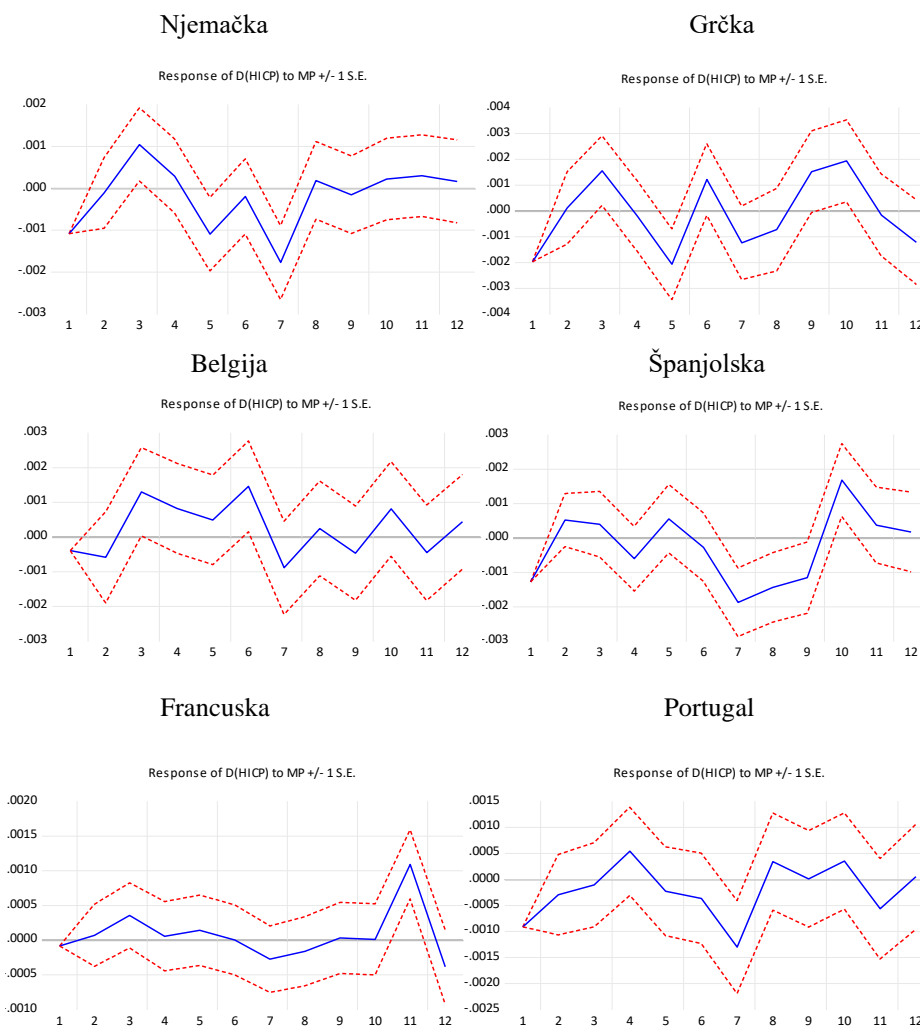 Njemačka
Grčka
Response of D(HICP) to MP +/- 1 S.E.
.002
.001
.000
-.001
-.002
-.003
1 2 3 4 5 6 7 8 9 10 11 12
Response of D(HICP) to MP +/- 1 S.E.
.004
.003
.002
.001
.000
-.001
-.002
-.003
-.004
1 2 3 4 5 6 7 8 9 10 11 12
Belgija
Španjolska
Response of D(HICP) to MP +/- 1 S.E.
.003
.002
.001
.000
-.001
-.002
-.003
1 2 3 4 5 6 7 8 9 10 11 12
Response of D(HICP) to MP +/- 1 S.E.
.003
.002
.001
.000
-.001
-.002
-.003
1 2 3 4 5 6 7 8 9 10 11 12
Francuska
Portugal
Response of D(HICP) to MP +/- 1 S.E.
.0020
.0015
.0010
.0005
.0000
-.0005
-.0010
1 2 3 4 5 6 7 8 9 10 11 12
Response of D(HICP) to MP +/- 1 S.E.
.0015
.0010
.0005
.0000
-.0005
-.0010
-.0015
-.0020
-.0025
1 2 3 4 5 6 7 8 9 10 11 12